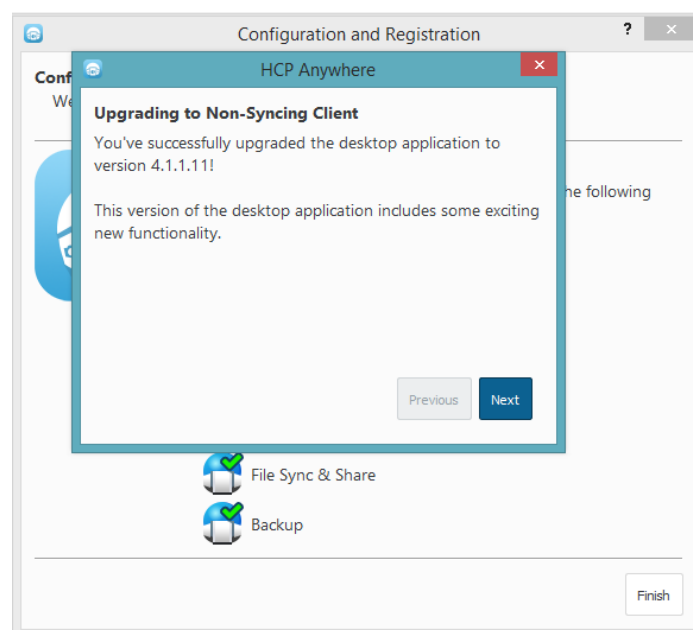 Configuration and Registration
?
HCP Anywhere
Conf
We
Upgrading to Non-Syncing Client
You've successfully upgraded the desktop application to
version 4.1.1.11!
he following
This version of the desktop application includes some exciting
new functionality.
Previous
Next
File Sync & Share
Backup
Finish